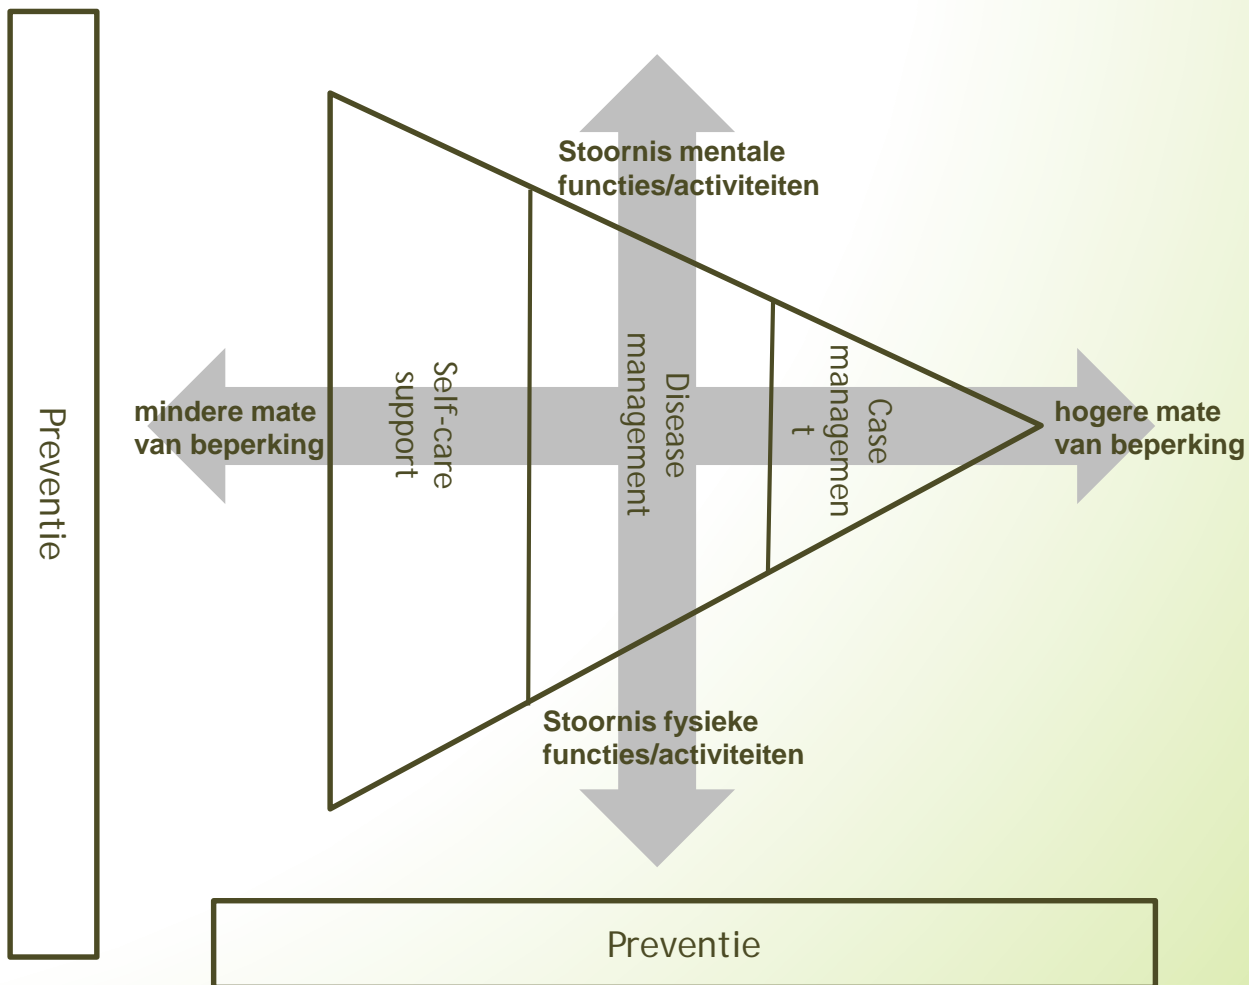 Preventie
Stoornis mentale
functies/activiteiten
mindere mate
van beperking
Self-care
support
Disease
management
Case
managemen
t
hogere mate
van beperking
Stoornis fysieke
functies/activiteiten
Preventie